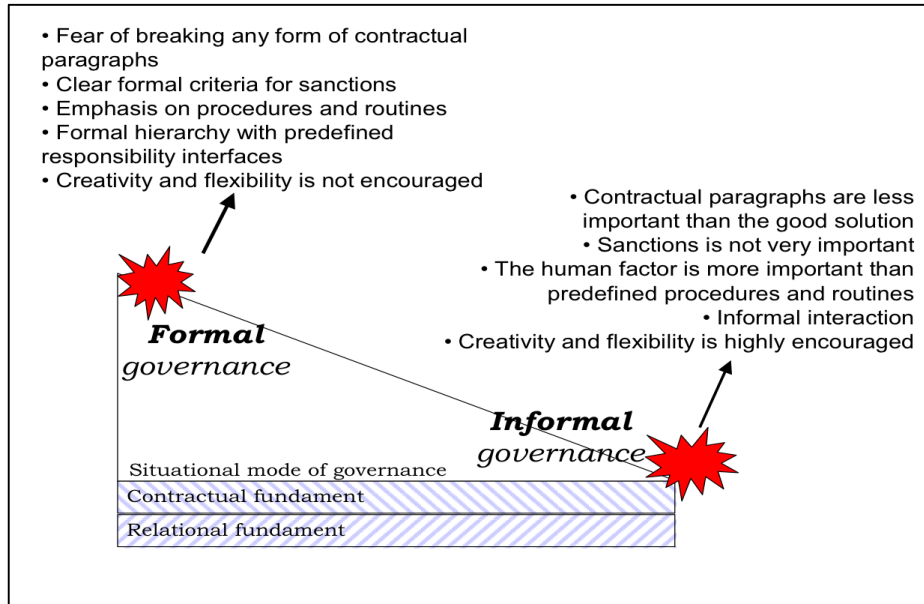 • Fear of breaking any form of contractual
paragraphs
• Clear formal criteria for sanctions
• Emphasis on procedures and routines
• Formal hierarchy with predefined
responsibility interfaces
• Creativity and flexibility is not encouraged
• Contractual paragraphs are less
important than the good solution
• Sanctions is not very important
• The human factor is more important than
predefined procedures and routines
• Informal interaction
• Creativity and flexibility is highly encouraged
Formal
governance
Informal
governance
Situational mode of governance
Contractual fundament
Relational fundament